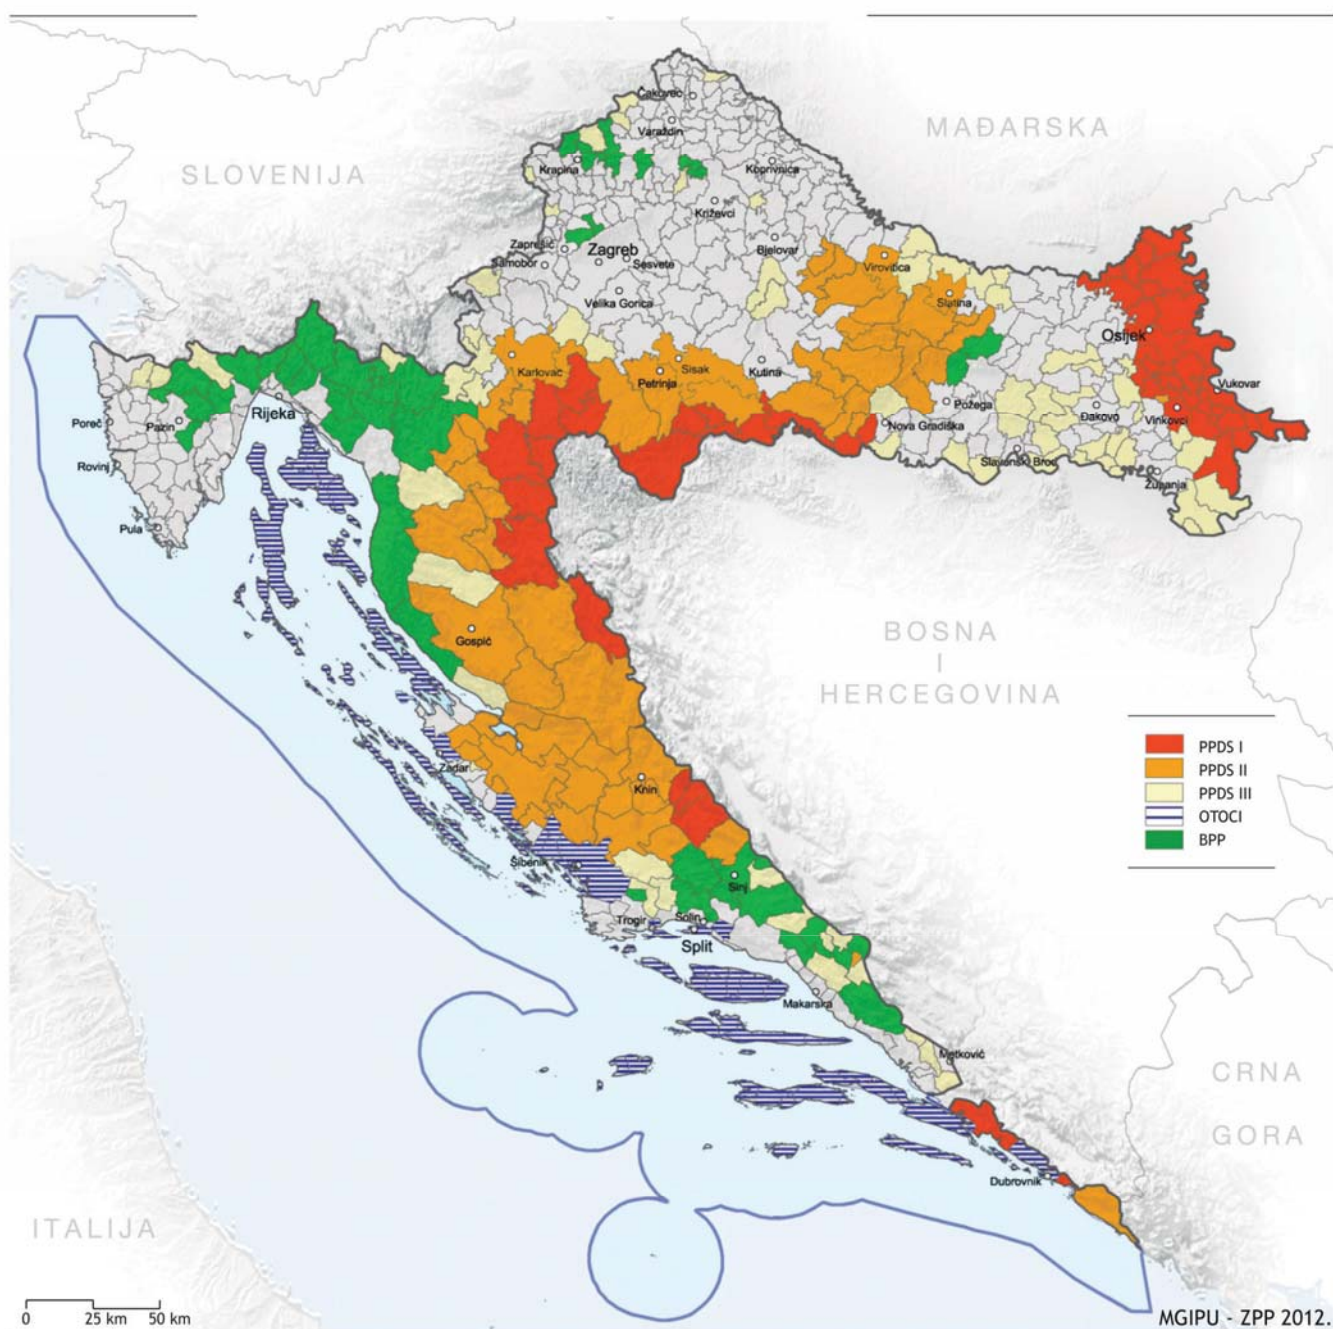 MAĐARSKA
SLOVENIJA
Čakovec
Varaždin
Krapina
Koprivnica
Križevci
Zaprešić
Zagreb
Bjelovar
Samobor
Sesvete
Virovitica
Velika Gorica
Slatina
Osijek
Karlovac
Sisak
Petrinja
Kutina
Vukovar
Rijeka
Požega
Đakovo
Vinkovci
Poreč
Pazin
Nova Gradiška
Rovinj
Slavonski Brod
Županja
Pula
BOSNA
I
HERCEGOVINA
Gospić
PPDS I
PPDS II
PPDS III
OTOCI
BPP
Zadar
Knin
Šibenik
Sinj
Trogir
Solin
Split
Makarska
Metković
CRNA
GORA
Dubrovnik
ITALIJA
0 25 km 50 km
MGIPU - ZPP 2012.